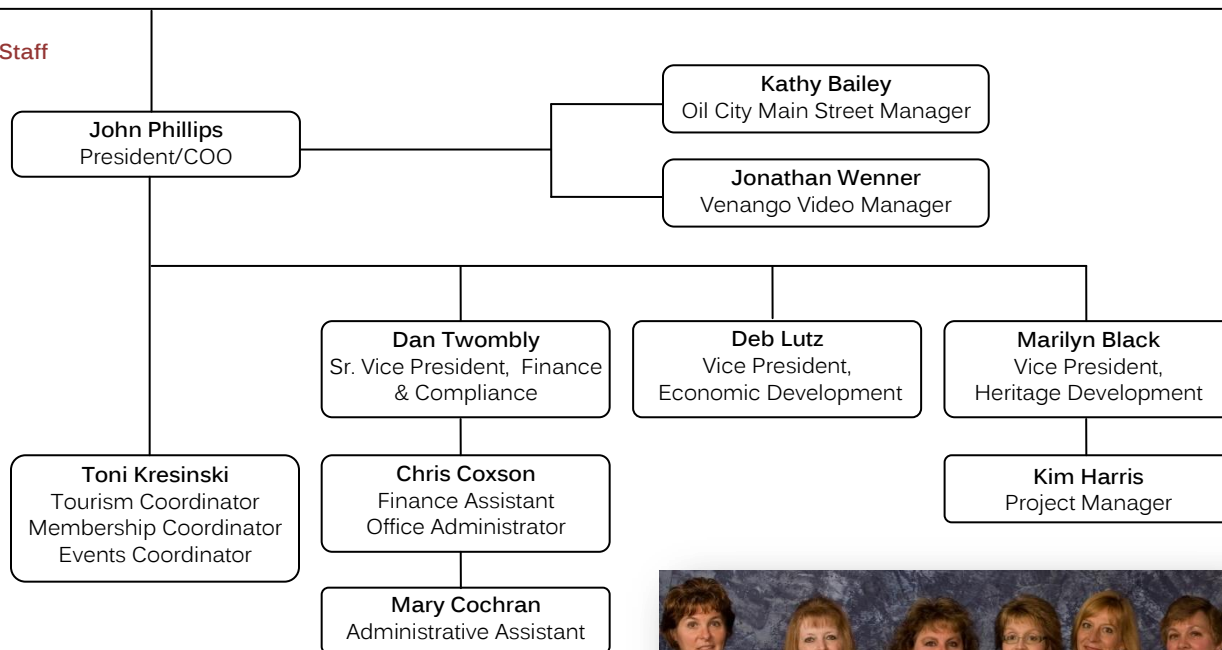 Staff
John Phillips
President/COO
Kathy Bailey
Oil City Main Street Manager
Jonathan Wenner
Venango Video Manager
Dan Twombly
Sr. Vice President,  Finance
& Compliance
Deb Lutz
Vice President,
Economic Development
Marilyn Black
Vice President,
Heritage Development
Toni Kresinski
Tourism Coordinator
Membership Coordinator
Events Coordinator
Chris Coxson
Finance Assistant
Office Administrator
Kim Harris
Project Manager
Mary Cochran
Administrative Assistant